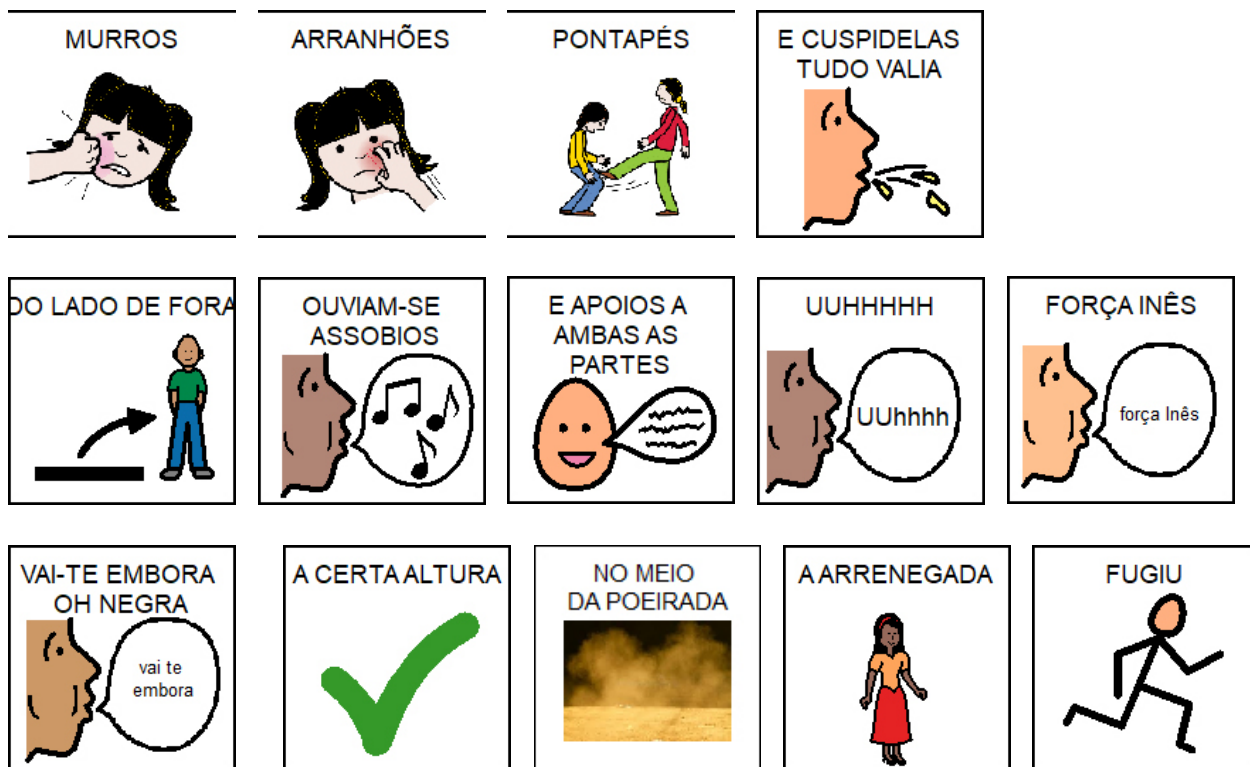 MURROS
ARRANHÕES
PONTAPÉS
E CUSPIDELAS
TUDO VALIA
DO LADO DE FORA
OUVIAM-SE
ASSOBIOS
E APOIOS A
AMBAS AS
PARTES
UUHHHHH
UUhhhh
FORÇA INÊS
força Inês
VAI-TE EMBORA
OH NEGRA
vai te
embora
A CERTA ALTURA
NO MEIO
DA POEIRADA
A ARRENEGADA
FUGIU